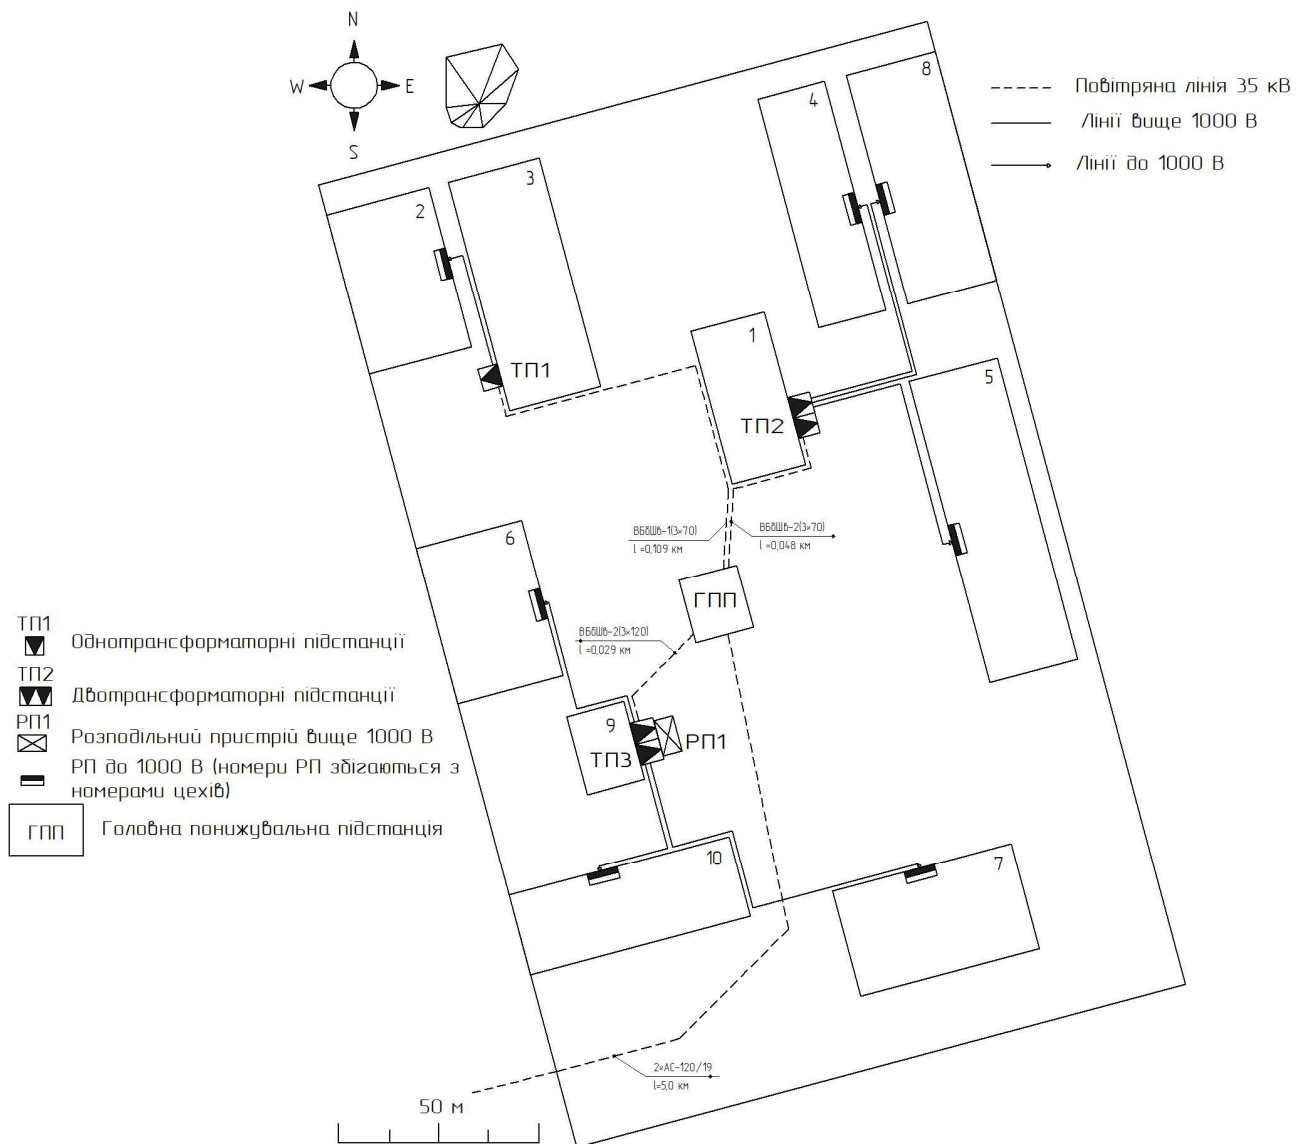 N
W
E
S
Повітряна лінія 35 кВ
Лінії вище 1000 В
Лінії до 1000 В
8
4
3
2
ТП1
1
ТП2
5
ВБбШв-1(3×70)
l =0,109 км
ВБбШв-2(3×70)
l =0,048 км
6
ГПП
ВБбШв-2(3×120)
l =0,029 км
9
ТП3
РП1
10
7
2×АС-120/19
l=5,0 км
50 м
ТП1
Однотрансформаторні підстанції
ТП2
Двотрансформаторні підстанції
РП1
Розподільний пристрій вище 1000 В
РП до 1000 В (номери РП збігаються з
номерами цехів)
ГПП
Головна понижувальна підстанція